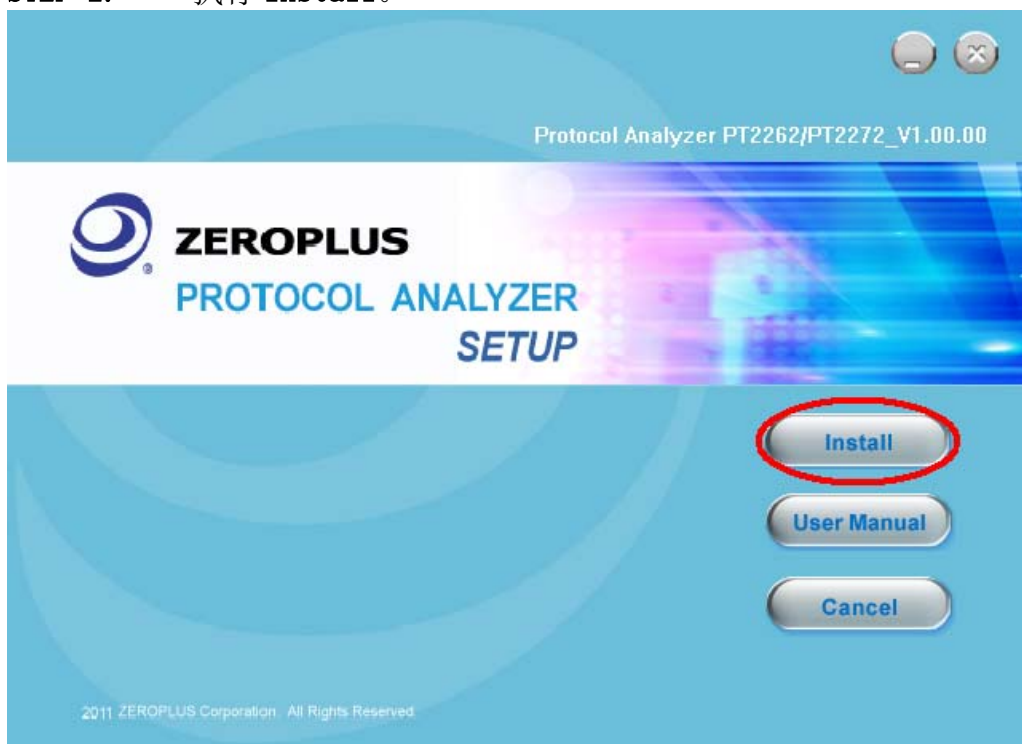 Protocol Analyzer PT2262/PT2272_V1.00.00
ZEROPLUS
PROTOCOL ANALYZER
SETUP
Install
User Manual
Cancel
2011 ZEROPLUS Corporation. All Rights Reserved.